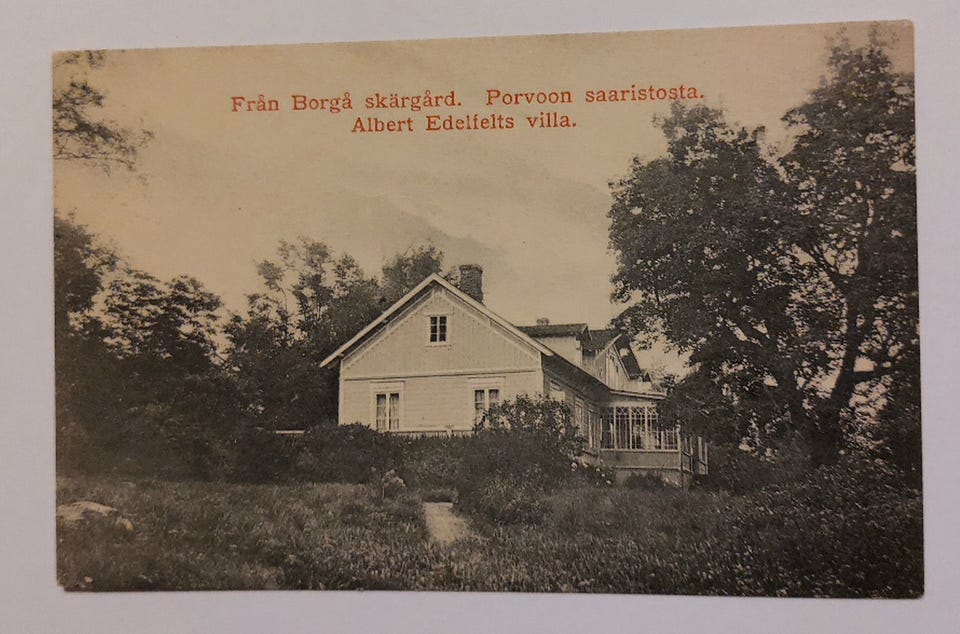 Från Borgå skärgård. Porvoon saaristosta.
Albert Edelfelts villa.